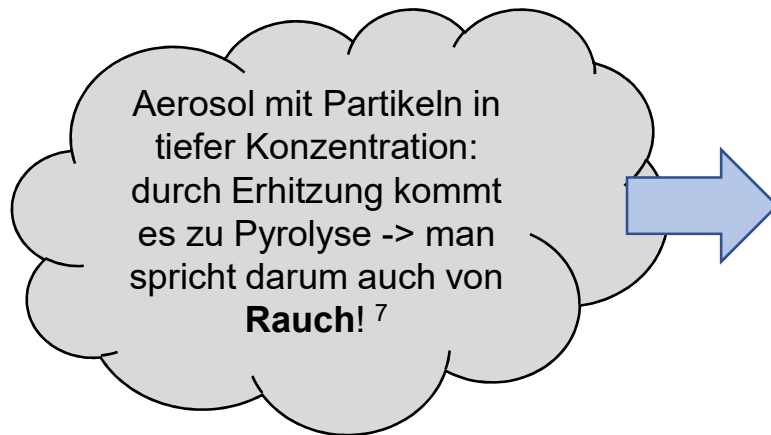 Aerosol mit Partikeln in
tiefer Konzentration:
durch Erhitzung kommt
es zu Pyrolyse -> man
spricht darum auch von
Rauch! ⁷